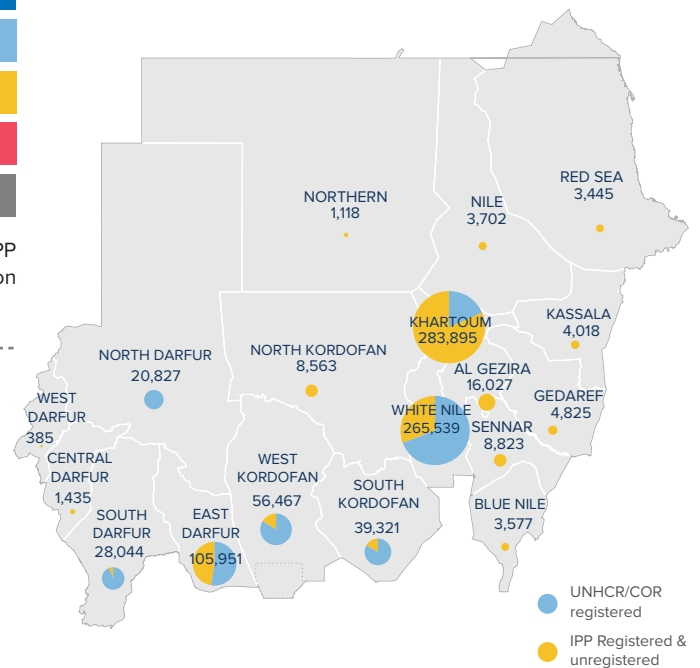 PP
on
RED SEA
3,445
NORTHERN
1,118
NILE
3,702
KHARTOUM
283,895
KASSALA
4,018
NORTH DARFUR
20,827
NORTH KORDOFAN
8,563
AL GEZIRA
16,027
WEST
DARFUR
385
WHITE NILE
265,539
GEDAREF
4,825
SENNAR
8,823
CENTRAL
DARFUR
1,435
WEST
KORDOFAN
56,467
SOUTH
KORDOFAN
39,321
SOUTH
DARFUR
28,044
EAST
DARFUR
105,951
BLUE NILE
3,577
UNHCR/COR
registered
IPP Registered &
unregistered